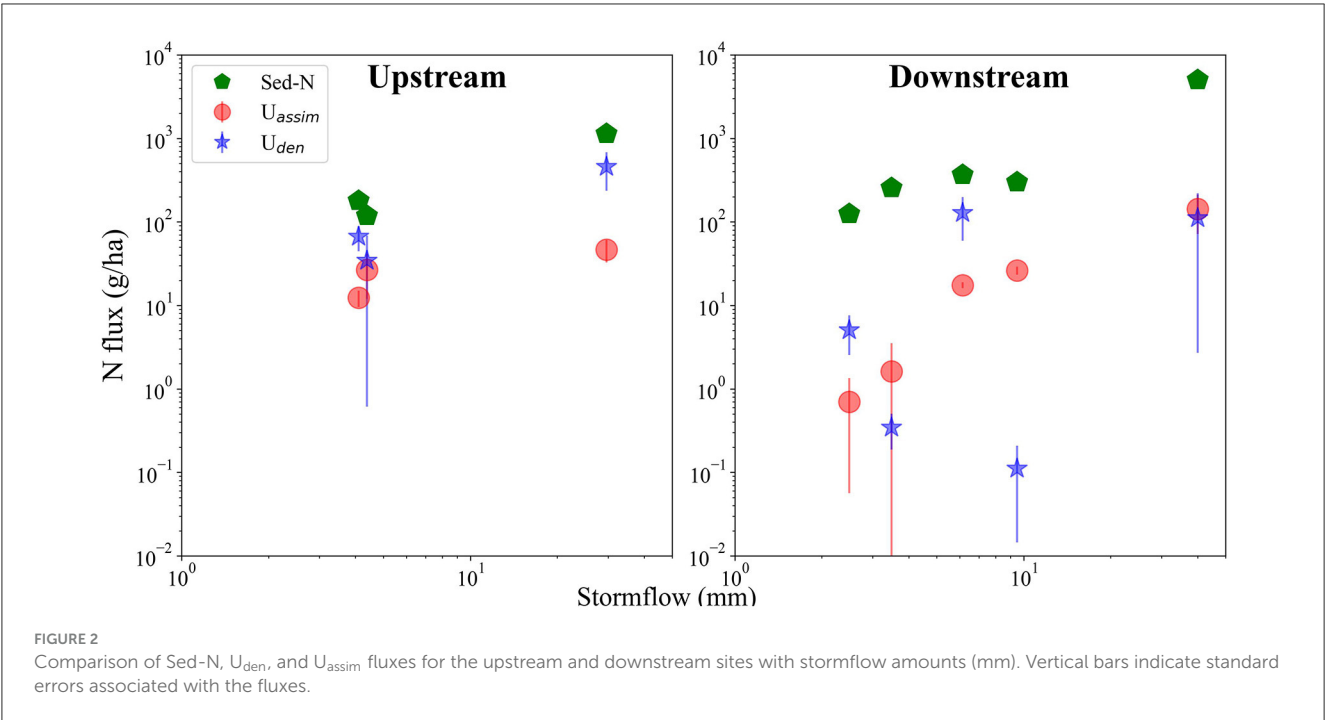 Upstream
Downstream
Sed-N
U_assim
U_den
N flux (g/ha)
10^4
10^3
10^2
10^1
10^0
10^-1
10^-2
10^0
10^1
10^4
10^3
10^2
10^1
10^0
10^-1
10^-2
10^0
10^1
Stormflow (mm)
FIGURE 2
Comparison of Sed-N, U_den, and U_assim fluxes for the upstream and downstream sites with stormflow amounts (mm). Vertical bars indicate standard
errors associated with the fluxes.